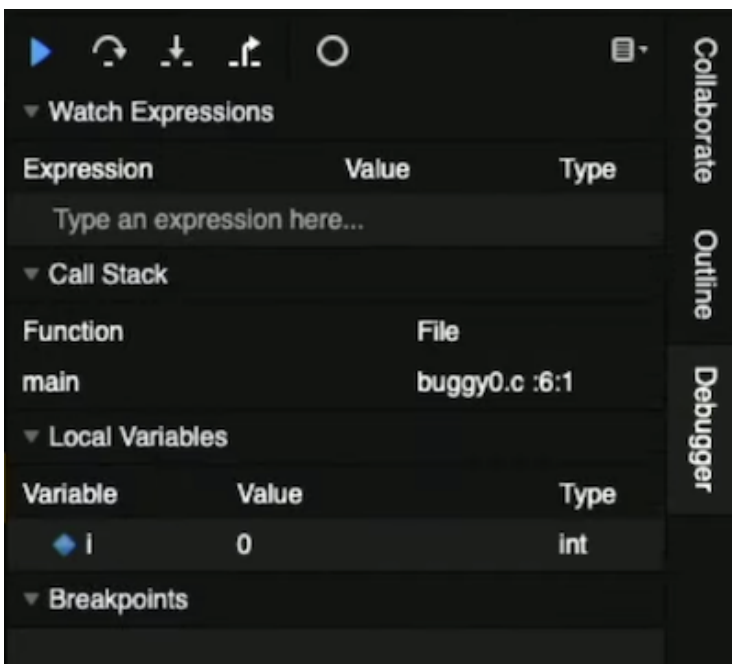 Watch Expressions
Expression Value Type
Type an expression here...
Call Stack
Function File
main buggy0.c :6:1
Local Variables
Variable Value Type
i 0 int
Breakpoints
Collaborate
Outline
Debugger